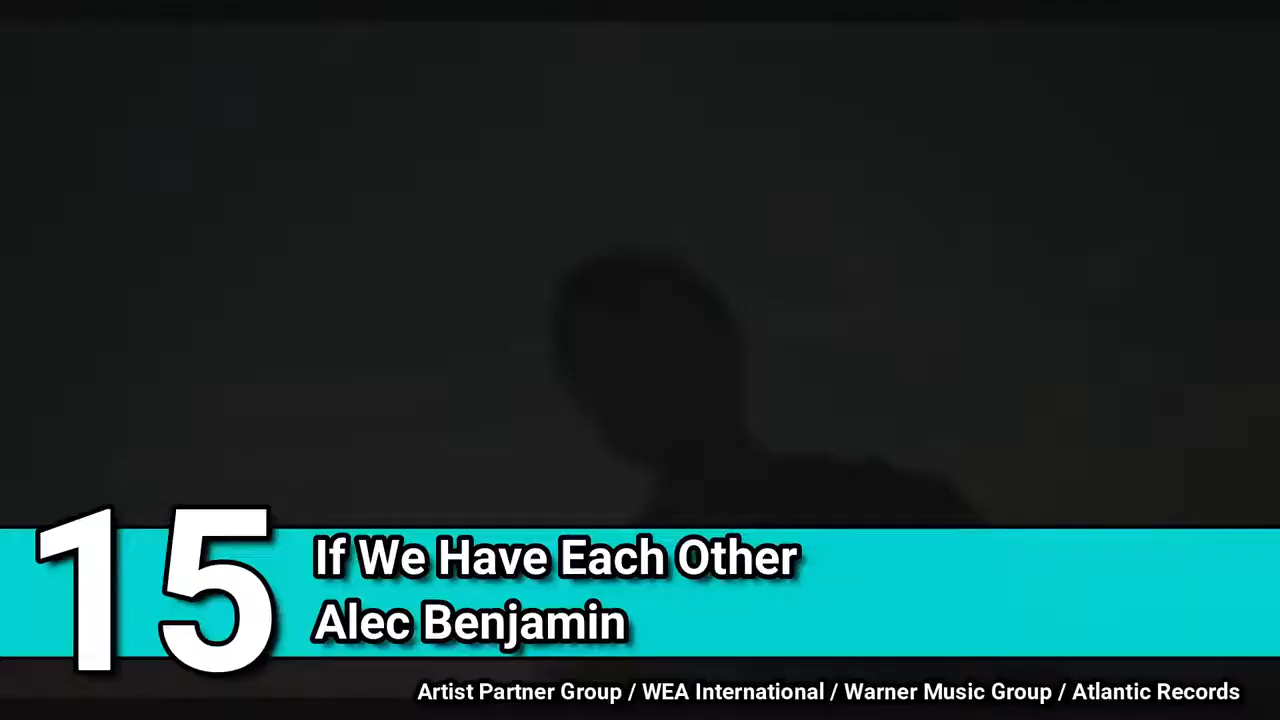 15
If We Have Each Other
Alec Benjamin
Artist Partner Group / WEA International / Warner Music Group / Atlantic Records